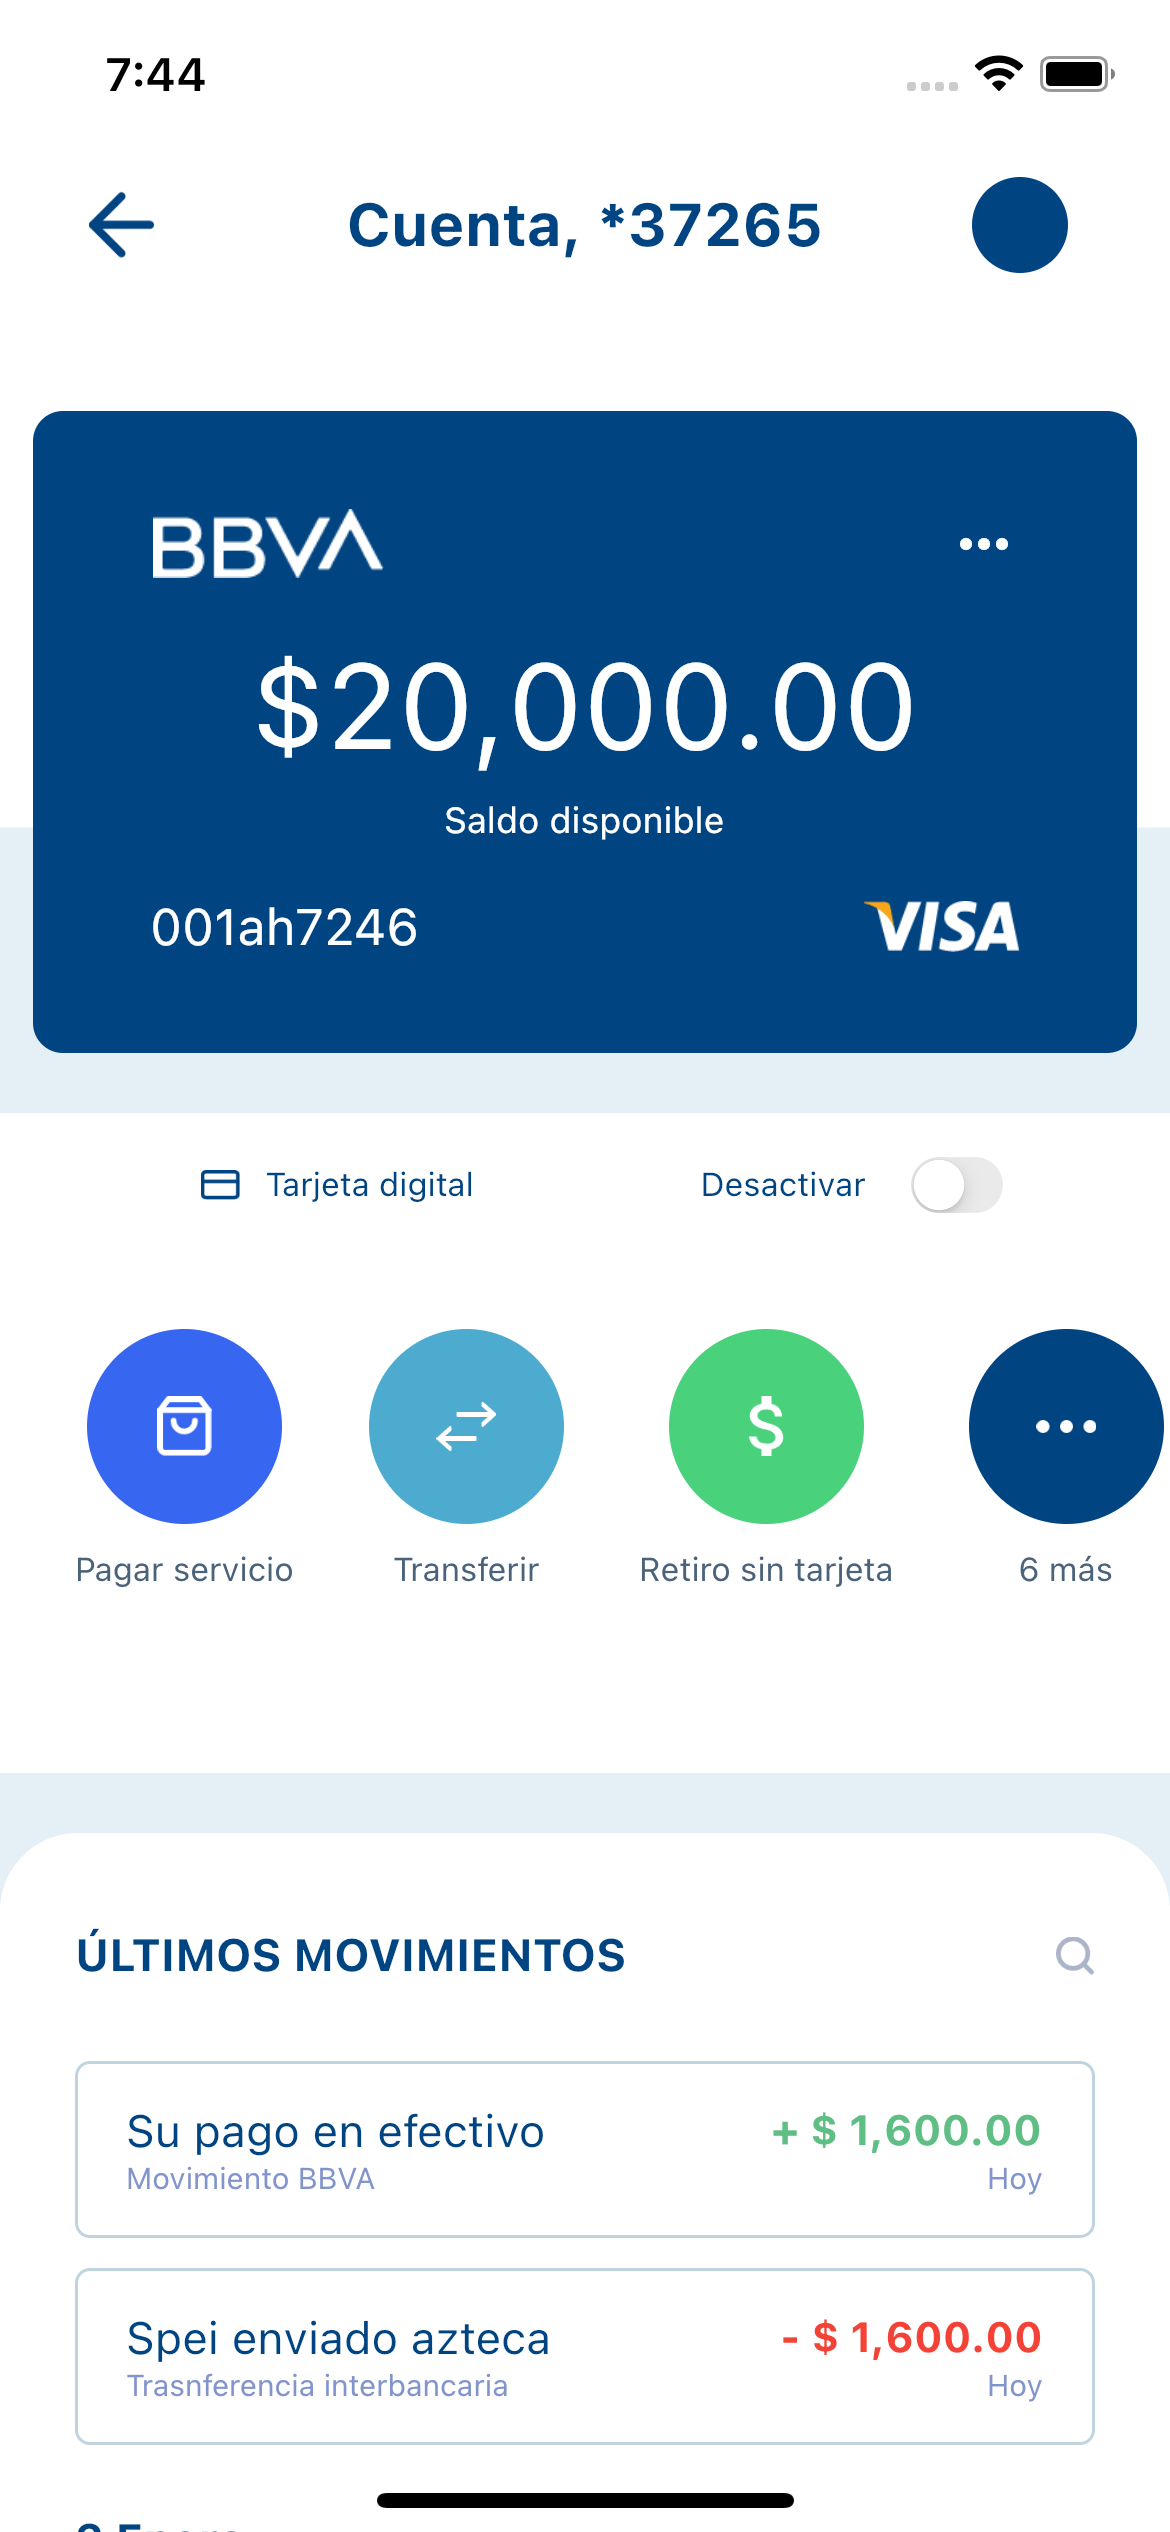 7:44
Cuenta, *37265
BBVA
$20,000.00
Saldo disponible
001ah7246
VISA
Tarjeta digital
Desactivar
Pagar servicio
Transferir
Retiro sin tarjeta
6 más
ÚLTIMOS MOVIMIENTOS
Su pago en efectivo
+ $ 1,600.00
Movimiento BBVA
Hoy
Spei enviado azteca
- $ 1,600.00
Trasnferencia interbancaria
Hoy